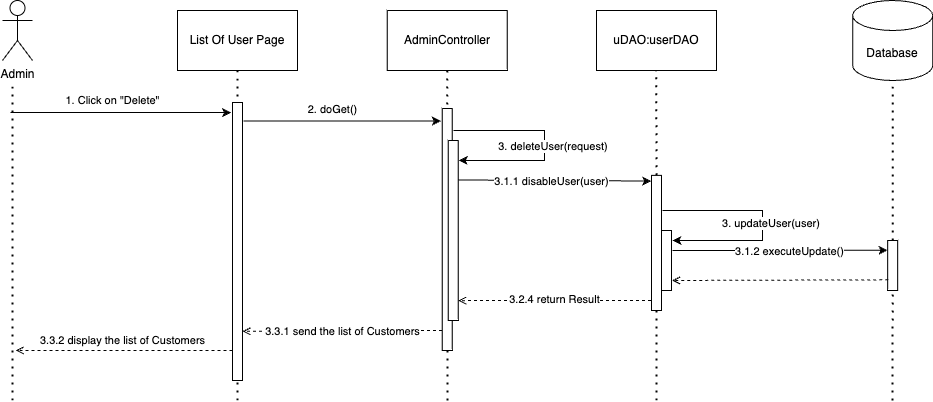 List Of User Page
AdminController
uDAO:userDAO
Database
Admin
1. Click on "Delete"
2. doGet()
3. deleteUser(request)
3.1.1 disableUser(user)
3. updateUser(user)
3.1.2 executeUpdate()
3.2.4 return Result
3.3.1 send the list of Customers
3.3.2 display the list of Customers